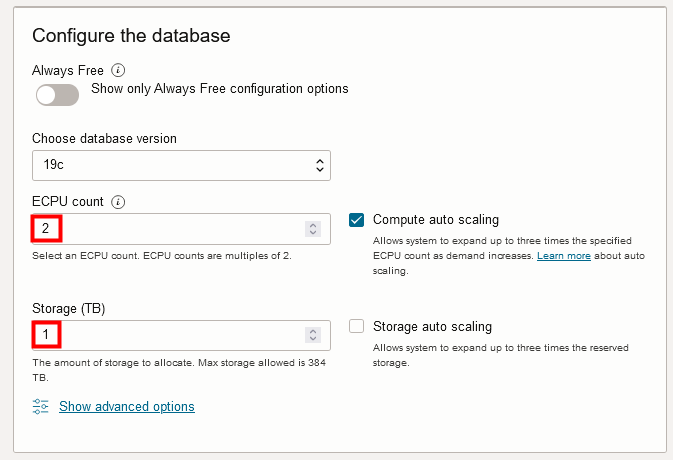 Configure the database
Always Free
Show only Always Free configuration options
Choose database version
19c
ECPU count
2
Select an ECPU count. ECPU counts are multiples of 2.
Compute auto scaling
Allows system to expand up to three times the specified
ECPU count as demand increases. Learn more about auto
scaling.
Storage (TB)
1
The amount of storage to allocate. Max storage allowed is 384
TB.
Storage auto scaling
Allows system to expand up to three times the reserved
storage.
Show advanced options